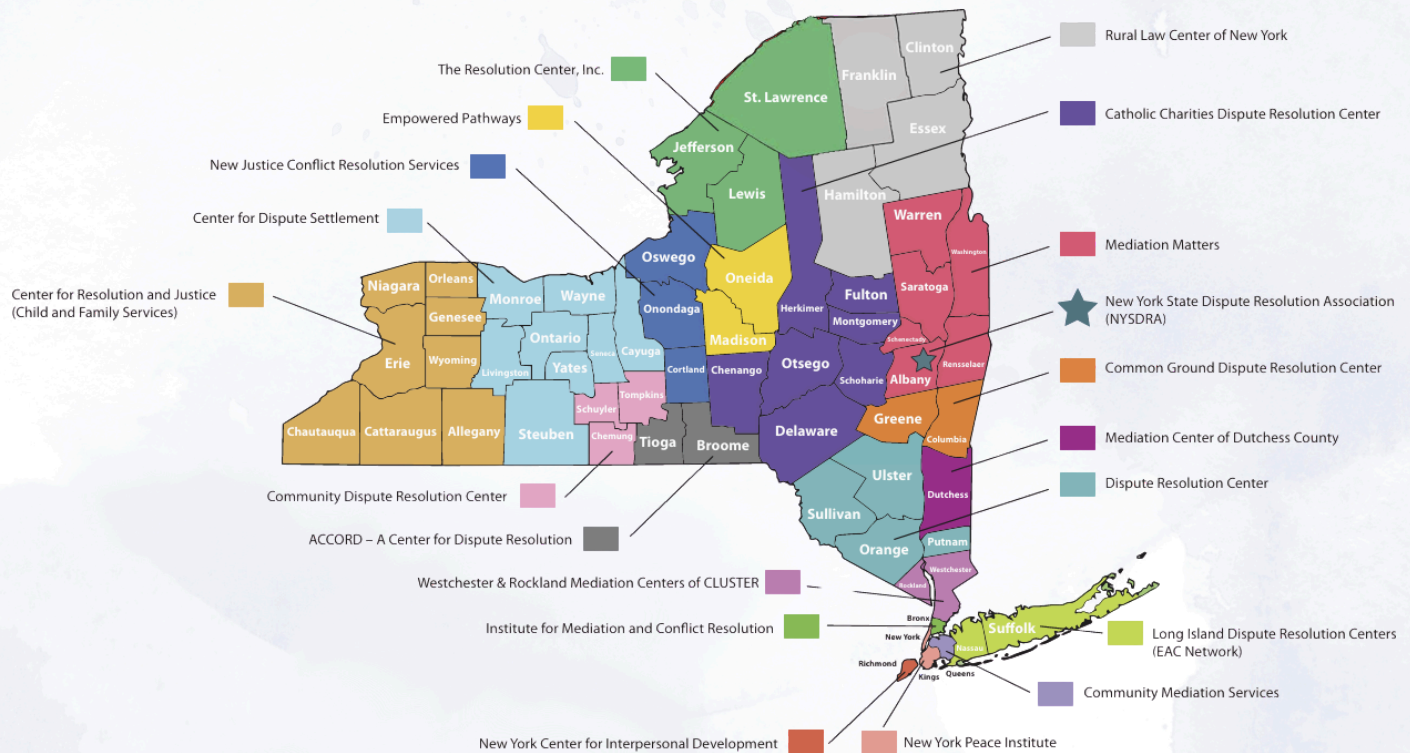 Rural Law Center of New York
Clinton
Franklin
The Resolution Center, Inc.
St. Lawrence
Catholic Charities Dispute Resolution Center
Empowered Pathways
Essex
Jefferson
New Justice Conflict Resolution Services
Lewis
Hamilton
Center for Dispute Settlement
Warren
Mediation Matters
Washington
Oswego
Oneida
Niagara
Orleans
Saratoga
Center for Resolution and Justice
(Child and Family Services)
Monroe
Wayne
Fulton
New York State Dispute Resolution Association
(NYSDRA)
Genesee
Onondaga
Herkimer
Montgomery
Ontario
Madison
Schenectady
Erie
Wyoming
Seneca
Cayuga
Otsego
Rensselaer
Livingston
Yates
Cortland
Chenango
Schoharie
Albany
Common Ground Dispute Resolution Center
Tompkins
Schuyler
Greene
Chautauqua
Cattaraugus
Allegany
Steuben
Chemung
Tioga
Broome
Delaware
Columbia
Mediation Center of Dutchess County
Ulster
Dispute Resolution Center
Community Dispute Resolution Center
Dutchess
Sullivan
ACCORD – A Center for Dispute Resolution
Orange
Putnam
Westchester
Westchester & Rockland Mediation Centers of CLUSTER
Rockland
Bronx
Institute for Mediation and Conflict Resolution
Suffolk
New York
Long Island Dispute Resolution Centers
(EAC Network)
Nassau
Richmond
Kings
Queens
Community Mediation Services
New York Center for Interpersonal Development
New York Peace Institute